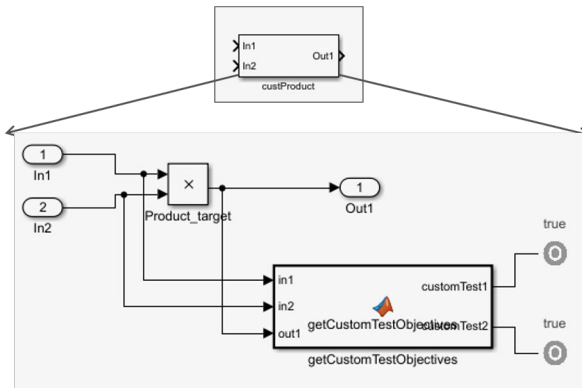 In1
In2
Out1
custProduct
1
In1
2
In2
×
Product_target
1
Out1
true
true
in1
in2
out1
customTest1
customTest2
getCustomTestObjectives
getCustomTestObjectives